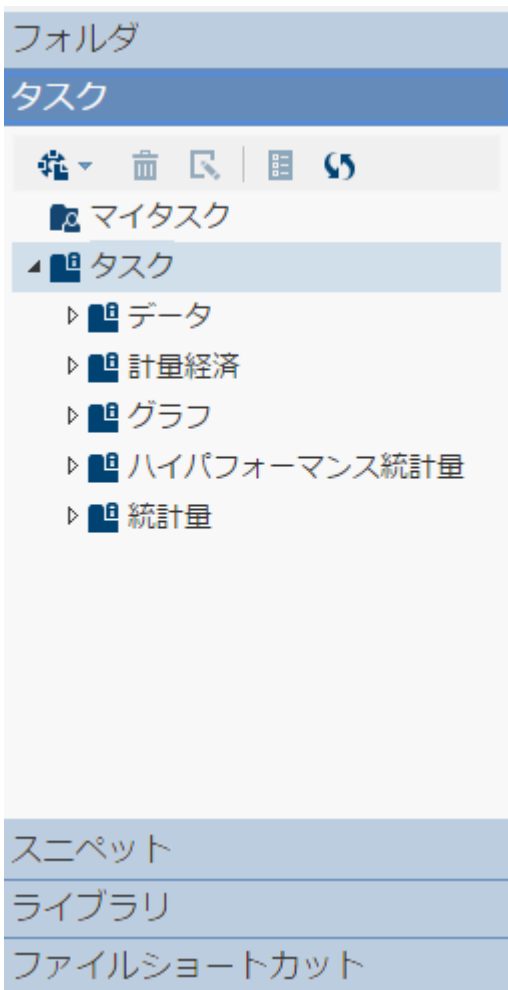 フォルダ
タスク
マイタスク
タスク
データ
計量経済
グラフ
ハイパフォーマンス統計量
統計量
スニペット
ライブラリ
ファイルショートカット